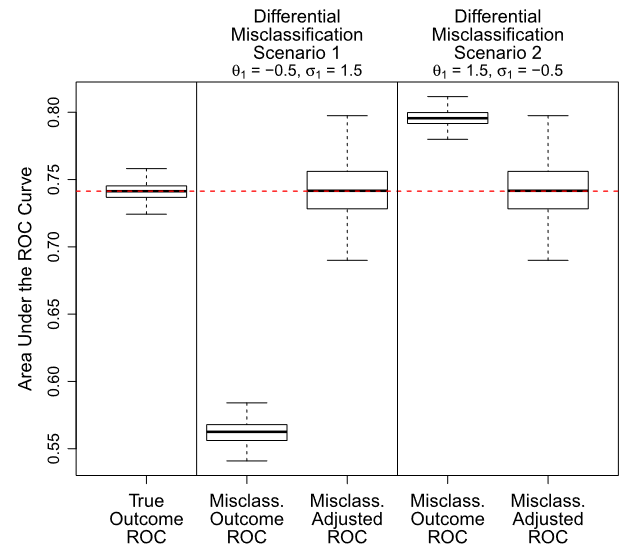 Differential
Misclassification
Scenario 1
θ1 = −0.5, σ1 = 1.5
Differential
Misclassification
Scenario 2
θ1 = 1.5, σ1 = −0.5
Area Under the ROC Curve
0.80
0.75
0.70
0.65
0.60
0.55
True
Outcome
ROC
Misclass.
Outcome
ROC
Misclass.
Adjusted
ROC
Misclass.
Outcome
ROC
Misclass.
Adjusted
ROC